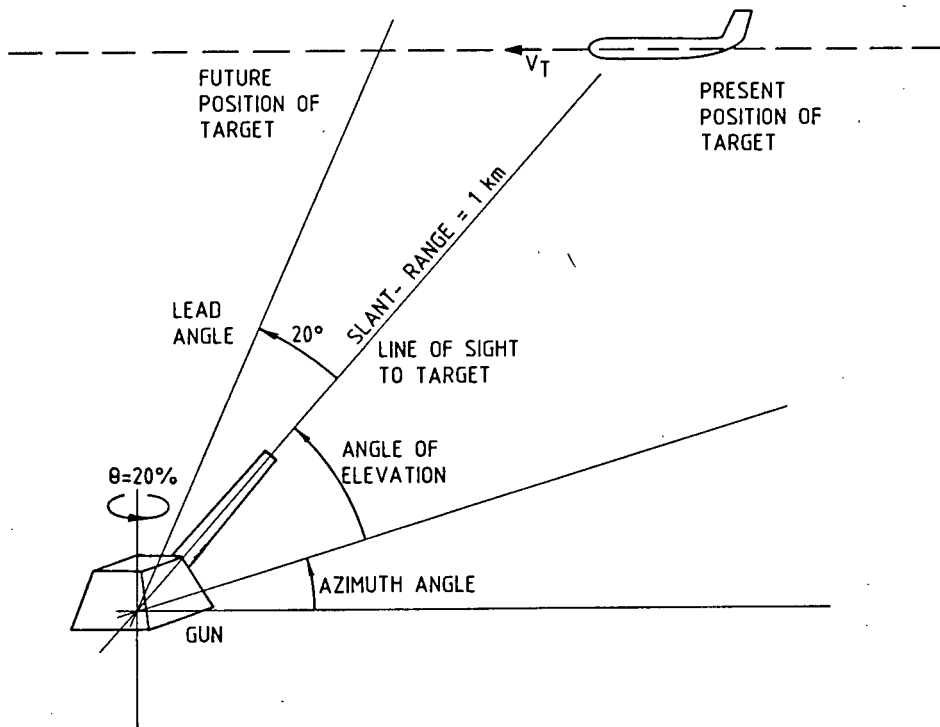 V_T
FUTURE
POSITION OF
TARGET
PRESENT
POSITION OF
TARGET
SLANT- RANGE = 1 km
LEAD
ANGLE
20°
LINE OF SIGHT
TO TARGET
ANGLE OF
ELEVATION
θ=20%
AZIMUTH ANGLE
GUN